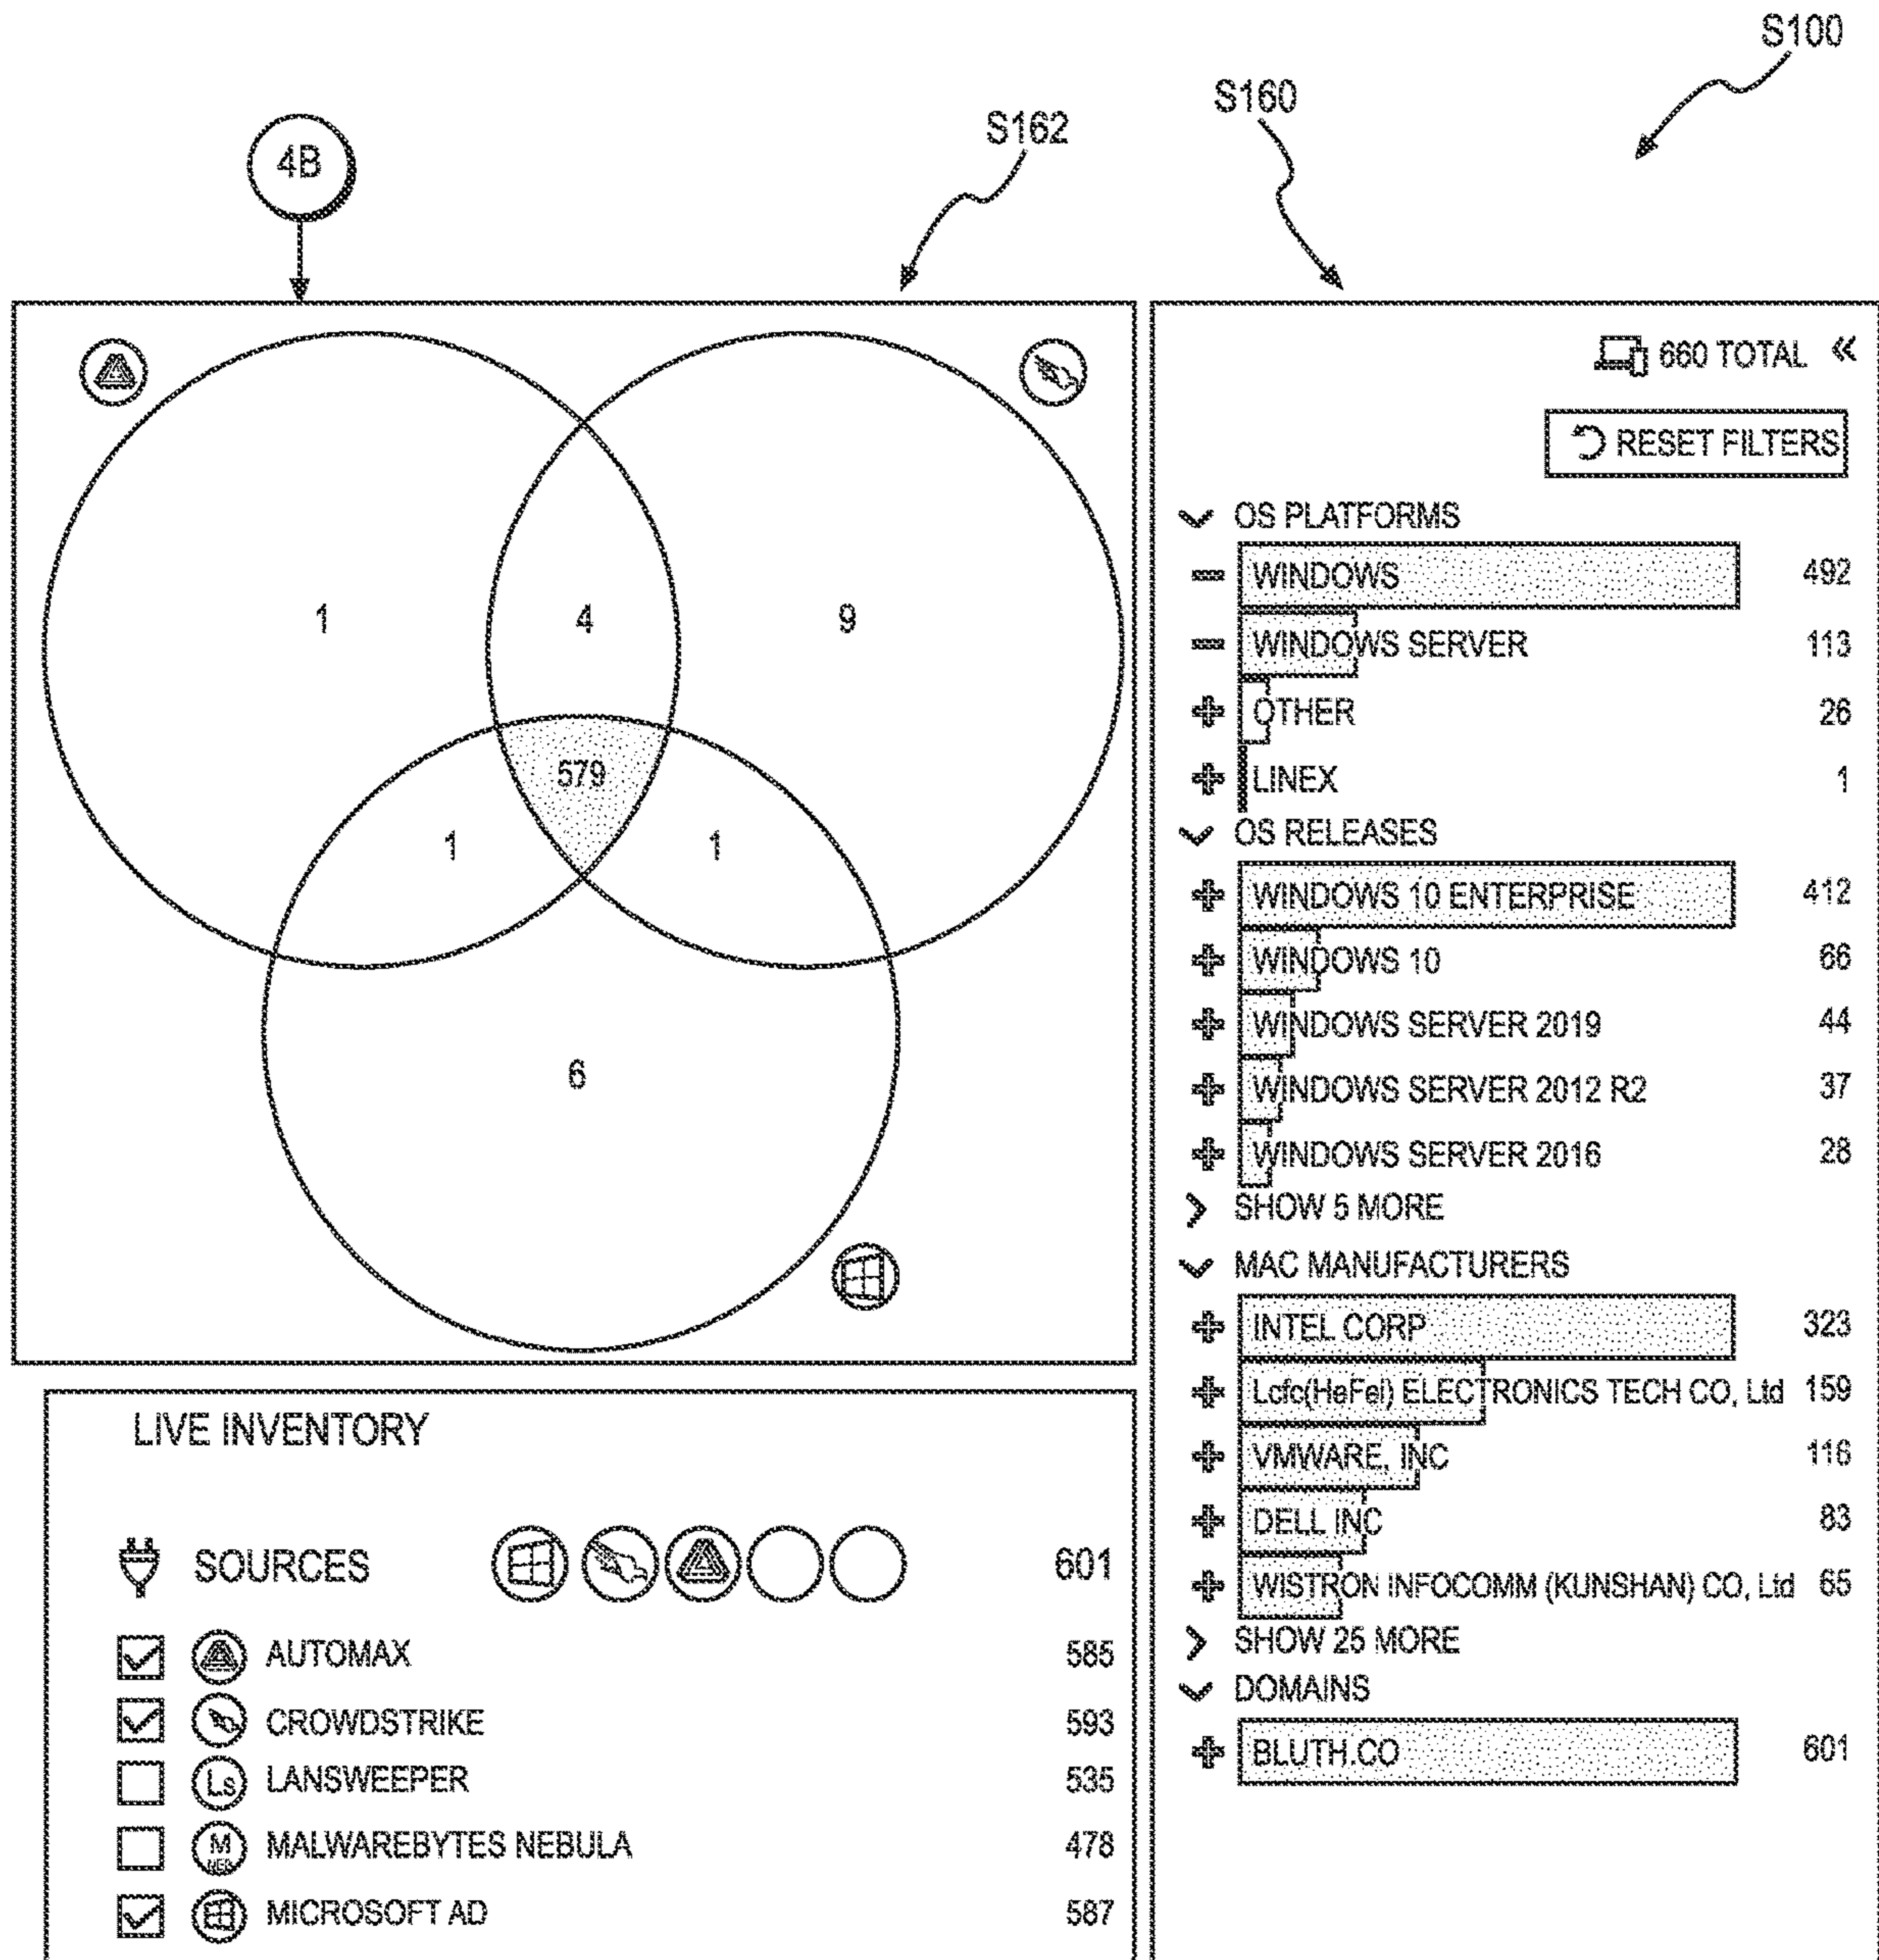 S100
S160
S162
4B
1
4
9
579
1
1
6
660 TOTAL «
RESET FILTERS
OS PLATFORMS
WINDOWS 492
WINDOWS SERVER 113
OTHER 26
LINEX 1
OS RELEASES
WINDOWS 10 ENTERPRISE 412
WINDOWS 10 66
WINDOWS SERVER 2019 44
WINDOWS SERVER 2012 R2 37
WINDOWS SERVER 2016 28
SHOW 5 MORE
MAC MANUFACTURERS
INTEL CORP 323
Lcfc(HeFei) ELECTRONICS TECH CO, Ltd 159
VMWARE, INC 116
DELL INC 83
WISTRON INFOCOMM (KUNSHAN) CO, Ltd 65
SHOW 25 MORE
DOMAINS
BLUTH.CO 601
LIVE INVENTORY
SOURCES 601
AUTOMAX 585
CROWDSTRIKE 593
Ls LANSWEEPER 535
M
NEB MALWAREBYTES NEBULA 478
MICROSOFT AD 587